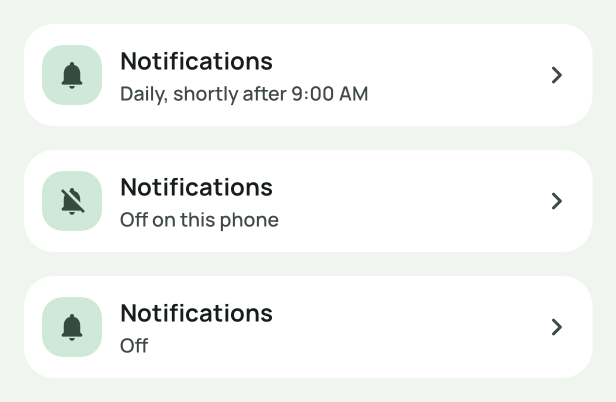 Notifications
Daily, shortly after 9:00 AM
Notifications
Off on this phone
Notifications
Off